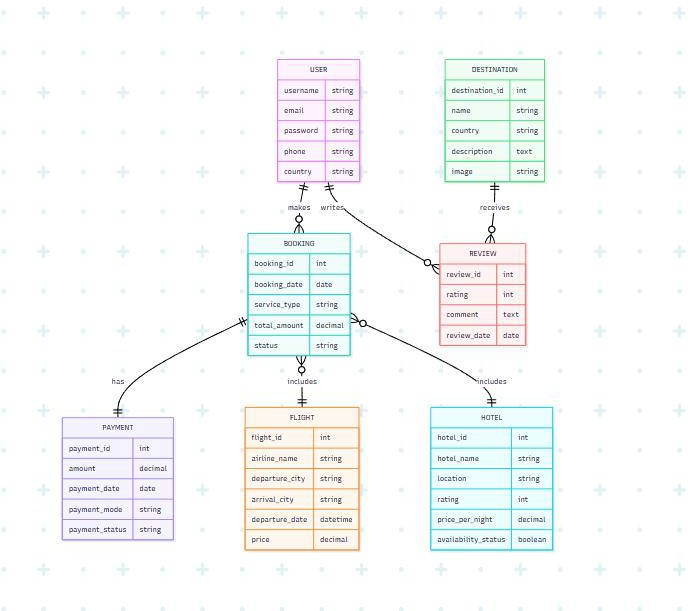 USER
username string
email string
password string
phone string
country string
DESTINATION
destination_id int
name string
country string
description text
image string
makes
writes
receives
BOOKING
booking_id int
booking_date date
service_type string
total_amount decimal
status string
REVIEW
review_id int
rating int
comment text
review_date date
has
includes
includes
PAYMENT
payment_id int
amount decimal
payment_date date
payment_mode string
payment_status string
FLIGHT
flight_id int
airline_name string
departure_city string
arrival_city string
departure_date datetime
price decimal
HOTEL
hotel_id int
hotel_name string
location string
rating int
price_per_night decimal
availability_status boolean